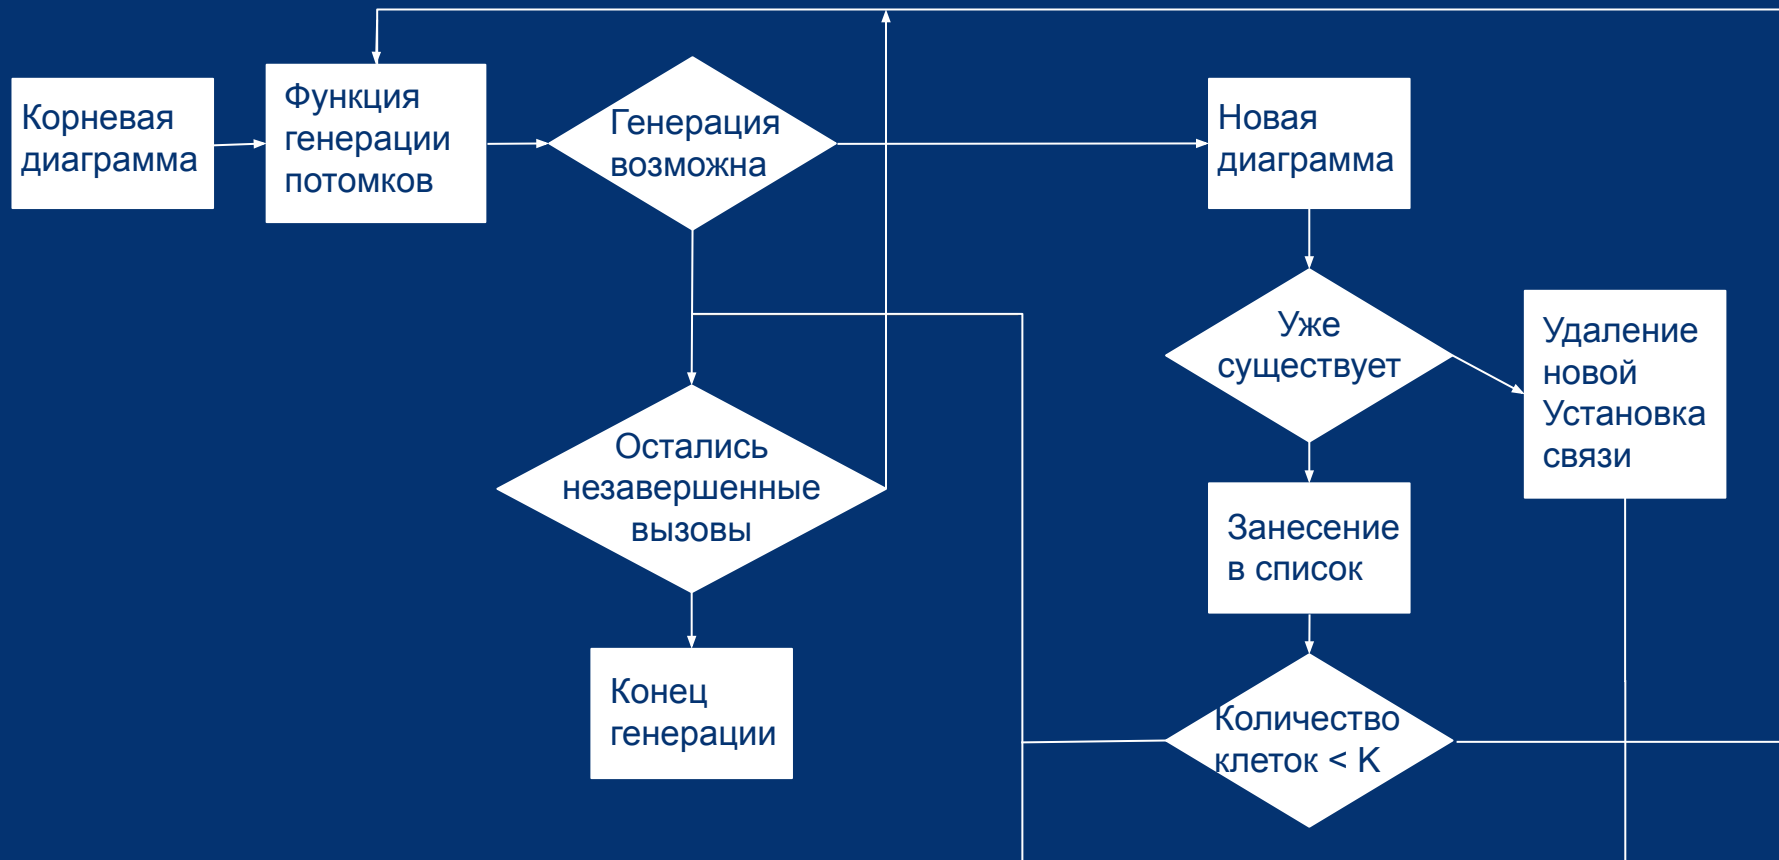 Корневая
диаграмма
Функция
генерации
потомков
Генерация
возможна
Новая
диаграмма
Уже
существует
Удаление
новой
Установка
связи
Остались
незавершенные
вызовы
Занесение
в список
Конец
генерации
Количество
клеток < K